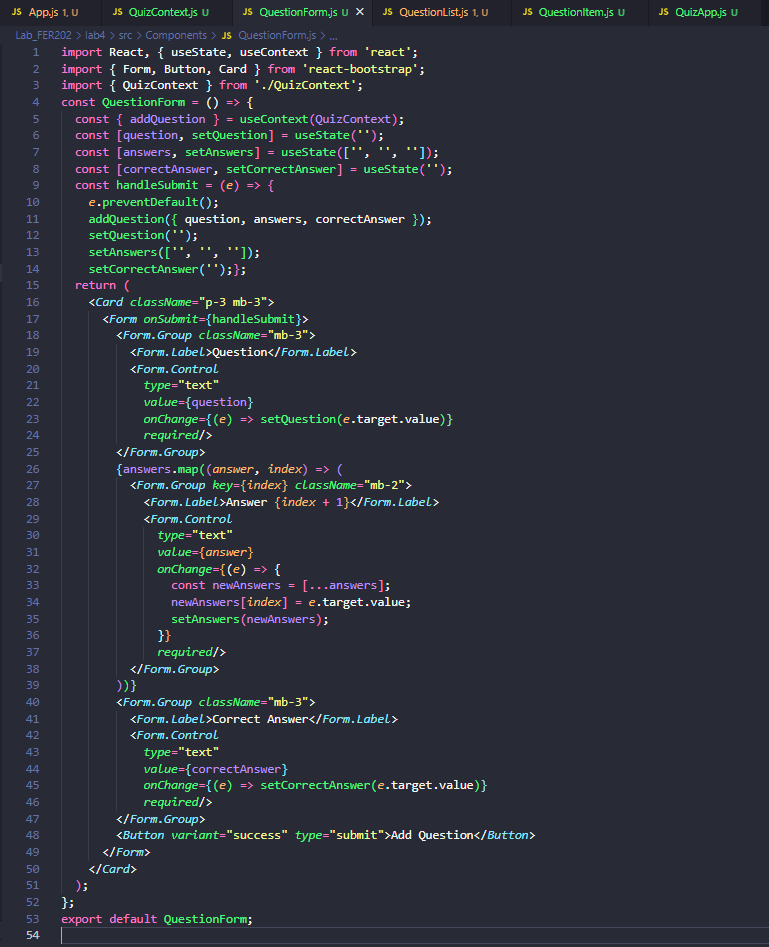 App.js 1, U QuizContext.js U QuestionForm.js U QuestionList.js 1, U QuestionItem.js U QuizApp.js U
Lab_FER202 > lab4 > src > Components > JS QuestionForm.js > ...
1 import React, { useState, useContext } from 'react';
2 import { Form, Button, Card } from 'react-bootstrap';
3 import { QuizContext } from './QuizContext';
4 const QuestionForm = () => {
5 const { addQuestion } = useContext(QuizContext);
6 const [question, setQuestion] = useState('');
7 const [answers, setAnswers] = useState(['', '', '']);
8 const [correctAnswer, setCorrectAnswer] = useState('');
9 const handleSubmit = (e) => {
10 e.preventDefault();
11 addQuestion({ question, answers, correctAnswer });
12 setQuestion('');
13 setAnswers(['', '', '']);
14 setCorrectAnswer('');};
15 return (
16 <Card className="p-3 mb-3">
17 <Form onSubmit={handleSubmit}>
18 <Form.Group className="mb-3">
19 <Form.Label>Question</Form.Label>
20 <Form.Control
21 type="text"
22 value={question}
23 onChange={(e) => setQuestion(e.target.value)}
24 required/>
25 </Form.Group>
26 {answers.map((answer, index) => (
27 <Form.Group key={index} className="mb-2">
28 <Form.Label>Answer {index + 1}</Form.Label>
29 <Form.Control
30 type="text"
31 value={answer}
32 onChange={(e) => {
33 const newAnswers = [...answers];
34 newAnswers[index] = e.target.value;
35 setAnswers(newAnswers);
36 }}
37 required/>
38 </Form.Group>
39 ))}
40 <Form.Group className="mb-3">
41 <Form.Label>Correct Answer</Form.Label>
42 <Form.Control
43 type="text"
44 value={correctAnswer}
45 onChange={(e) => setCorrectAnswer(e.target.value)}
46 required/>
47 </Form.Group>
48 <Button variant="success" type="submit">Add Question</Button>
49 </Form>
50 </Card>
51 );
52 };
53 export default QuestionForm;
54